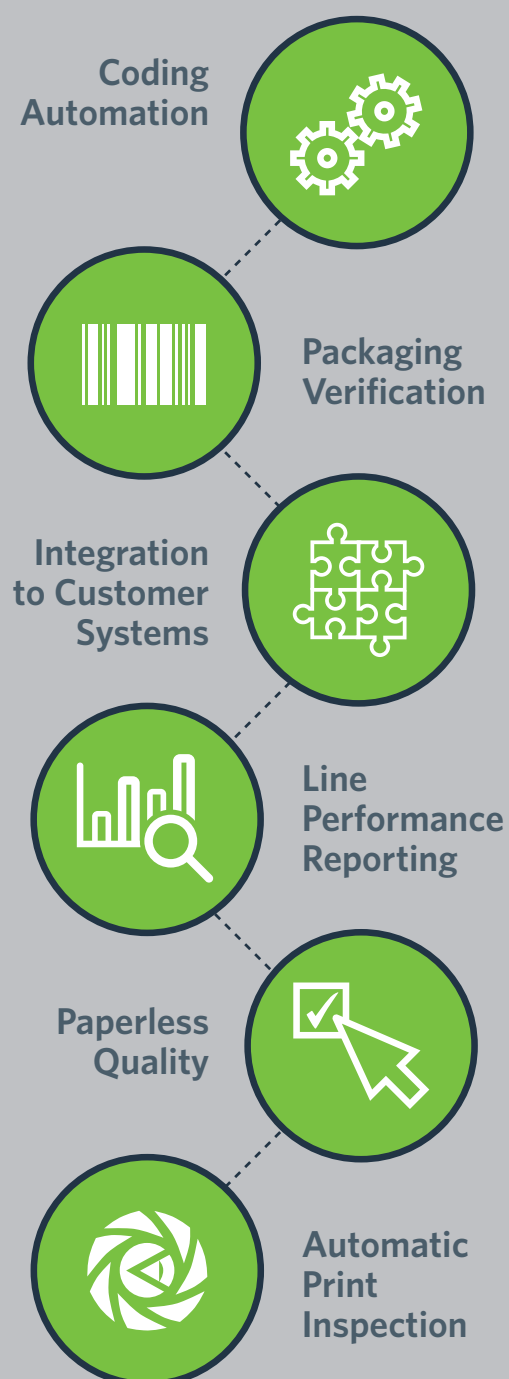 Coding
Automation
Packaging
Verification
Integration
to Customer
Systems
Line
Performance
Reporting
Paperless
Quality
Automatic
Print
Inspection